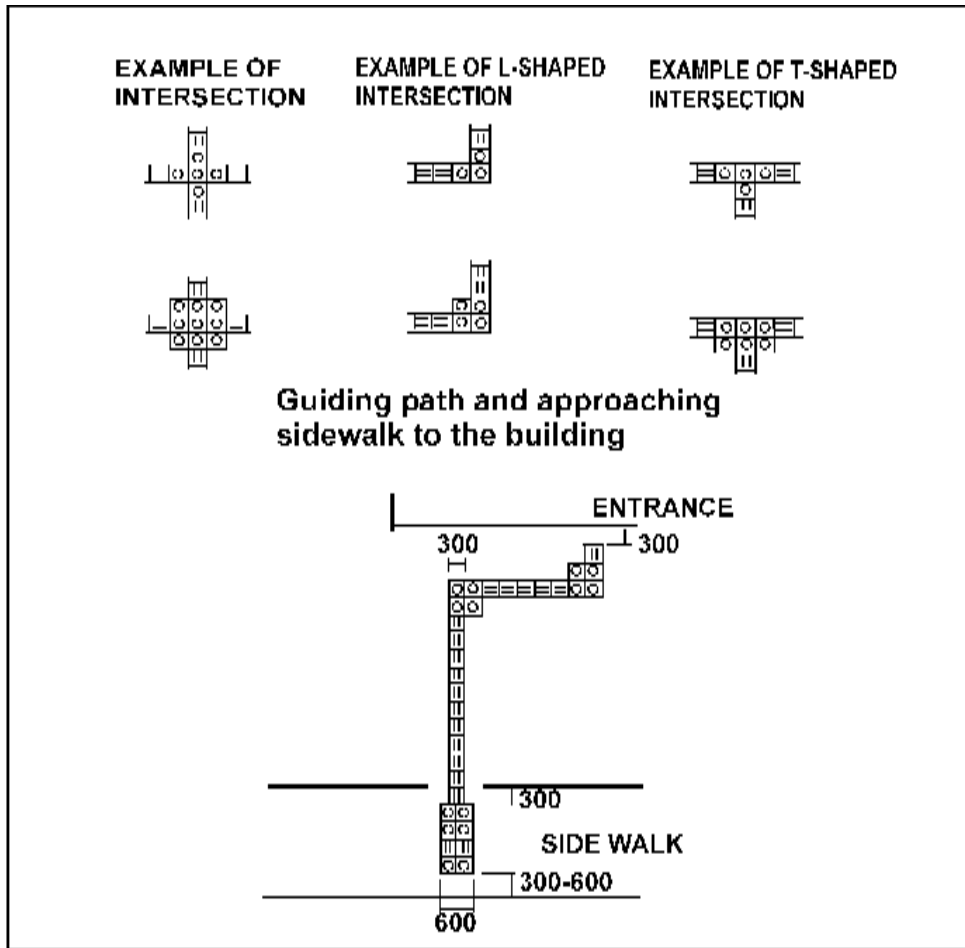 EXAMPLE OF
INTERSECTION
EXAMPLE OF L-SHAPED
INTERSECTION
EXAMPLE OF T-SHAPED
INTERSECTION
Guiding path and approaching
sidewalk to the building
ENTRANCE
300
300
300
SIDE WALK
300-600
600